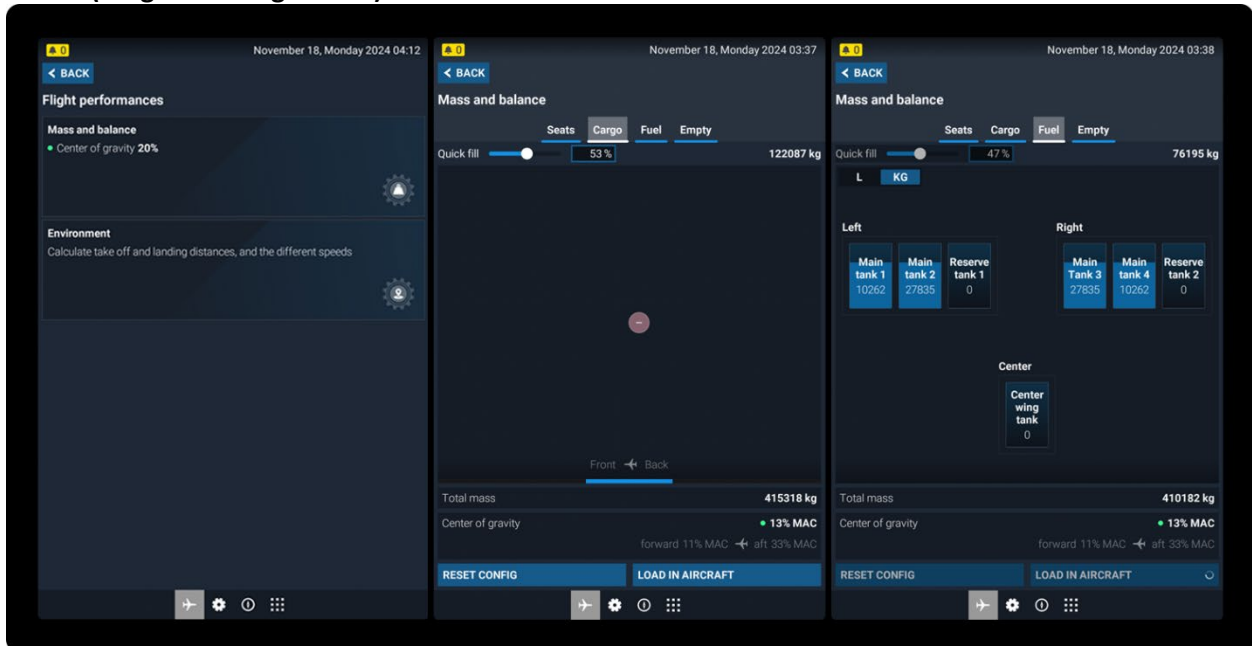 0 November 18, Monday 2024 04:12
BACK
Flight performances
Mass and balance
Center of gravity 20%
Environment
Calculate take off and landing distances, and the different speeds
0 November 18, Monday 2024 03:37
BACK
Mass and balance
Seats Cargo Fuel Empty
Quick fill 53 % 122087 kg
Front Back
Total mass 415318 kg
Center of gravity 13% MAC
forward 11% MAC aft 33% MAC
RESET CONFIG LOAD IN AIRCRAFT
0 November 18, Monday 2024 03:38
BACK
Mass and balance
Seats Cargo Fuel Empty
Quick fill 47 % 76195 kg
L KG
Left Right
Main tank 1 10262
Main tank 2 27835
Reserve tank 1 0
Main Tank 3 27835
Main tank 4 10262
Reserve tank 2 0
Center
Center
wing
tank
0
Total mass 410182 kg
Center of gravity 13% MAC
forward 11% MAC aft 33% MAC
RESET CONFIG LOAD IN AIRCRAFT